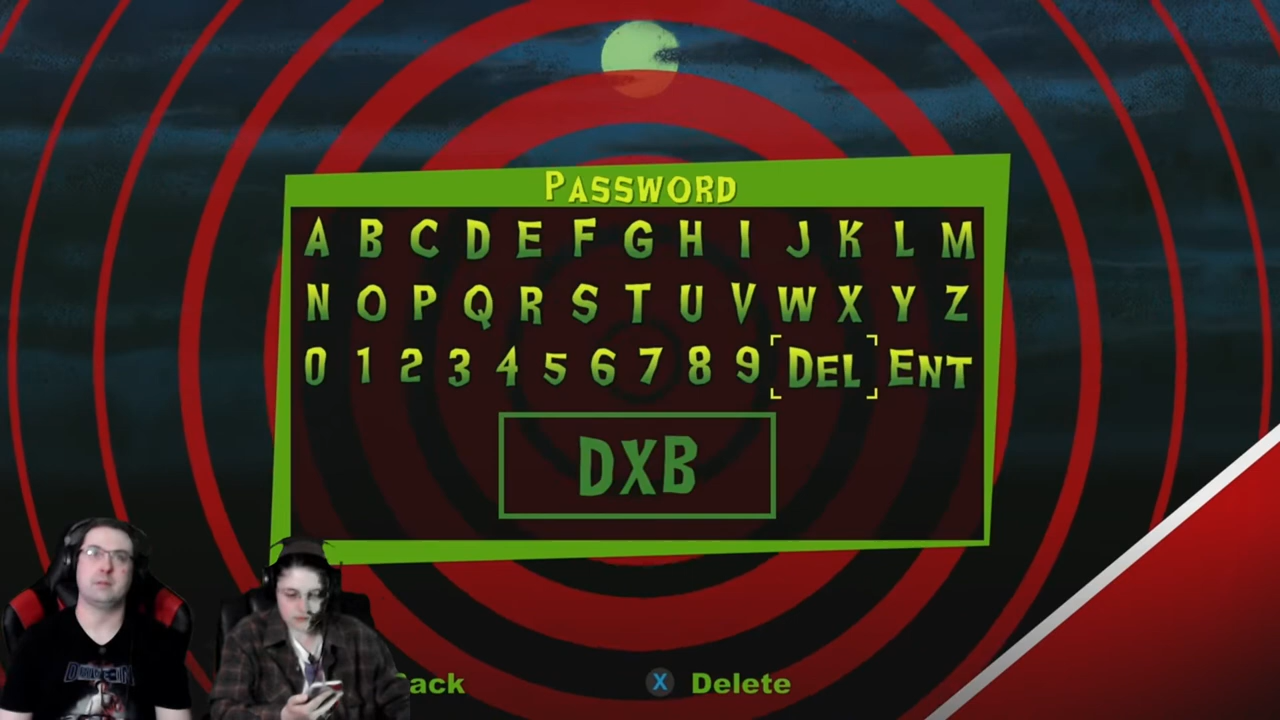 PASSWORD
A B C D E F G H I J K L M
N O P Q R S T U V W X Y Z
0 1 2 3 4 5 6 7 8 9 DEL ENT
DXB
X Delete